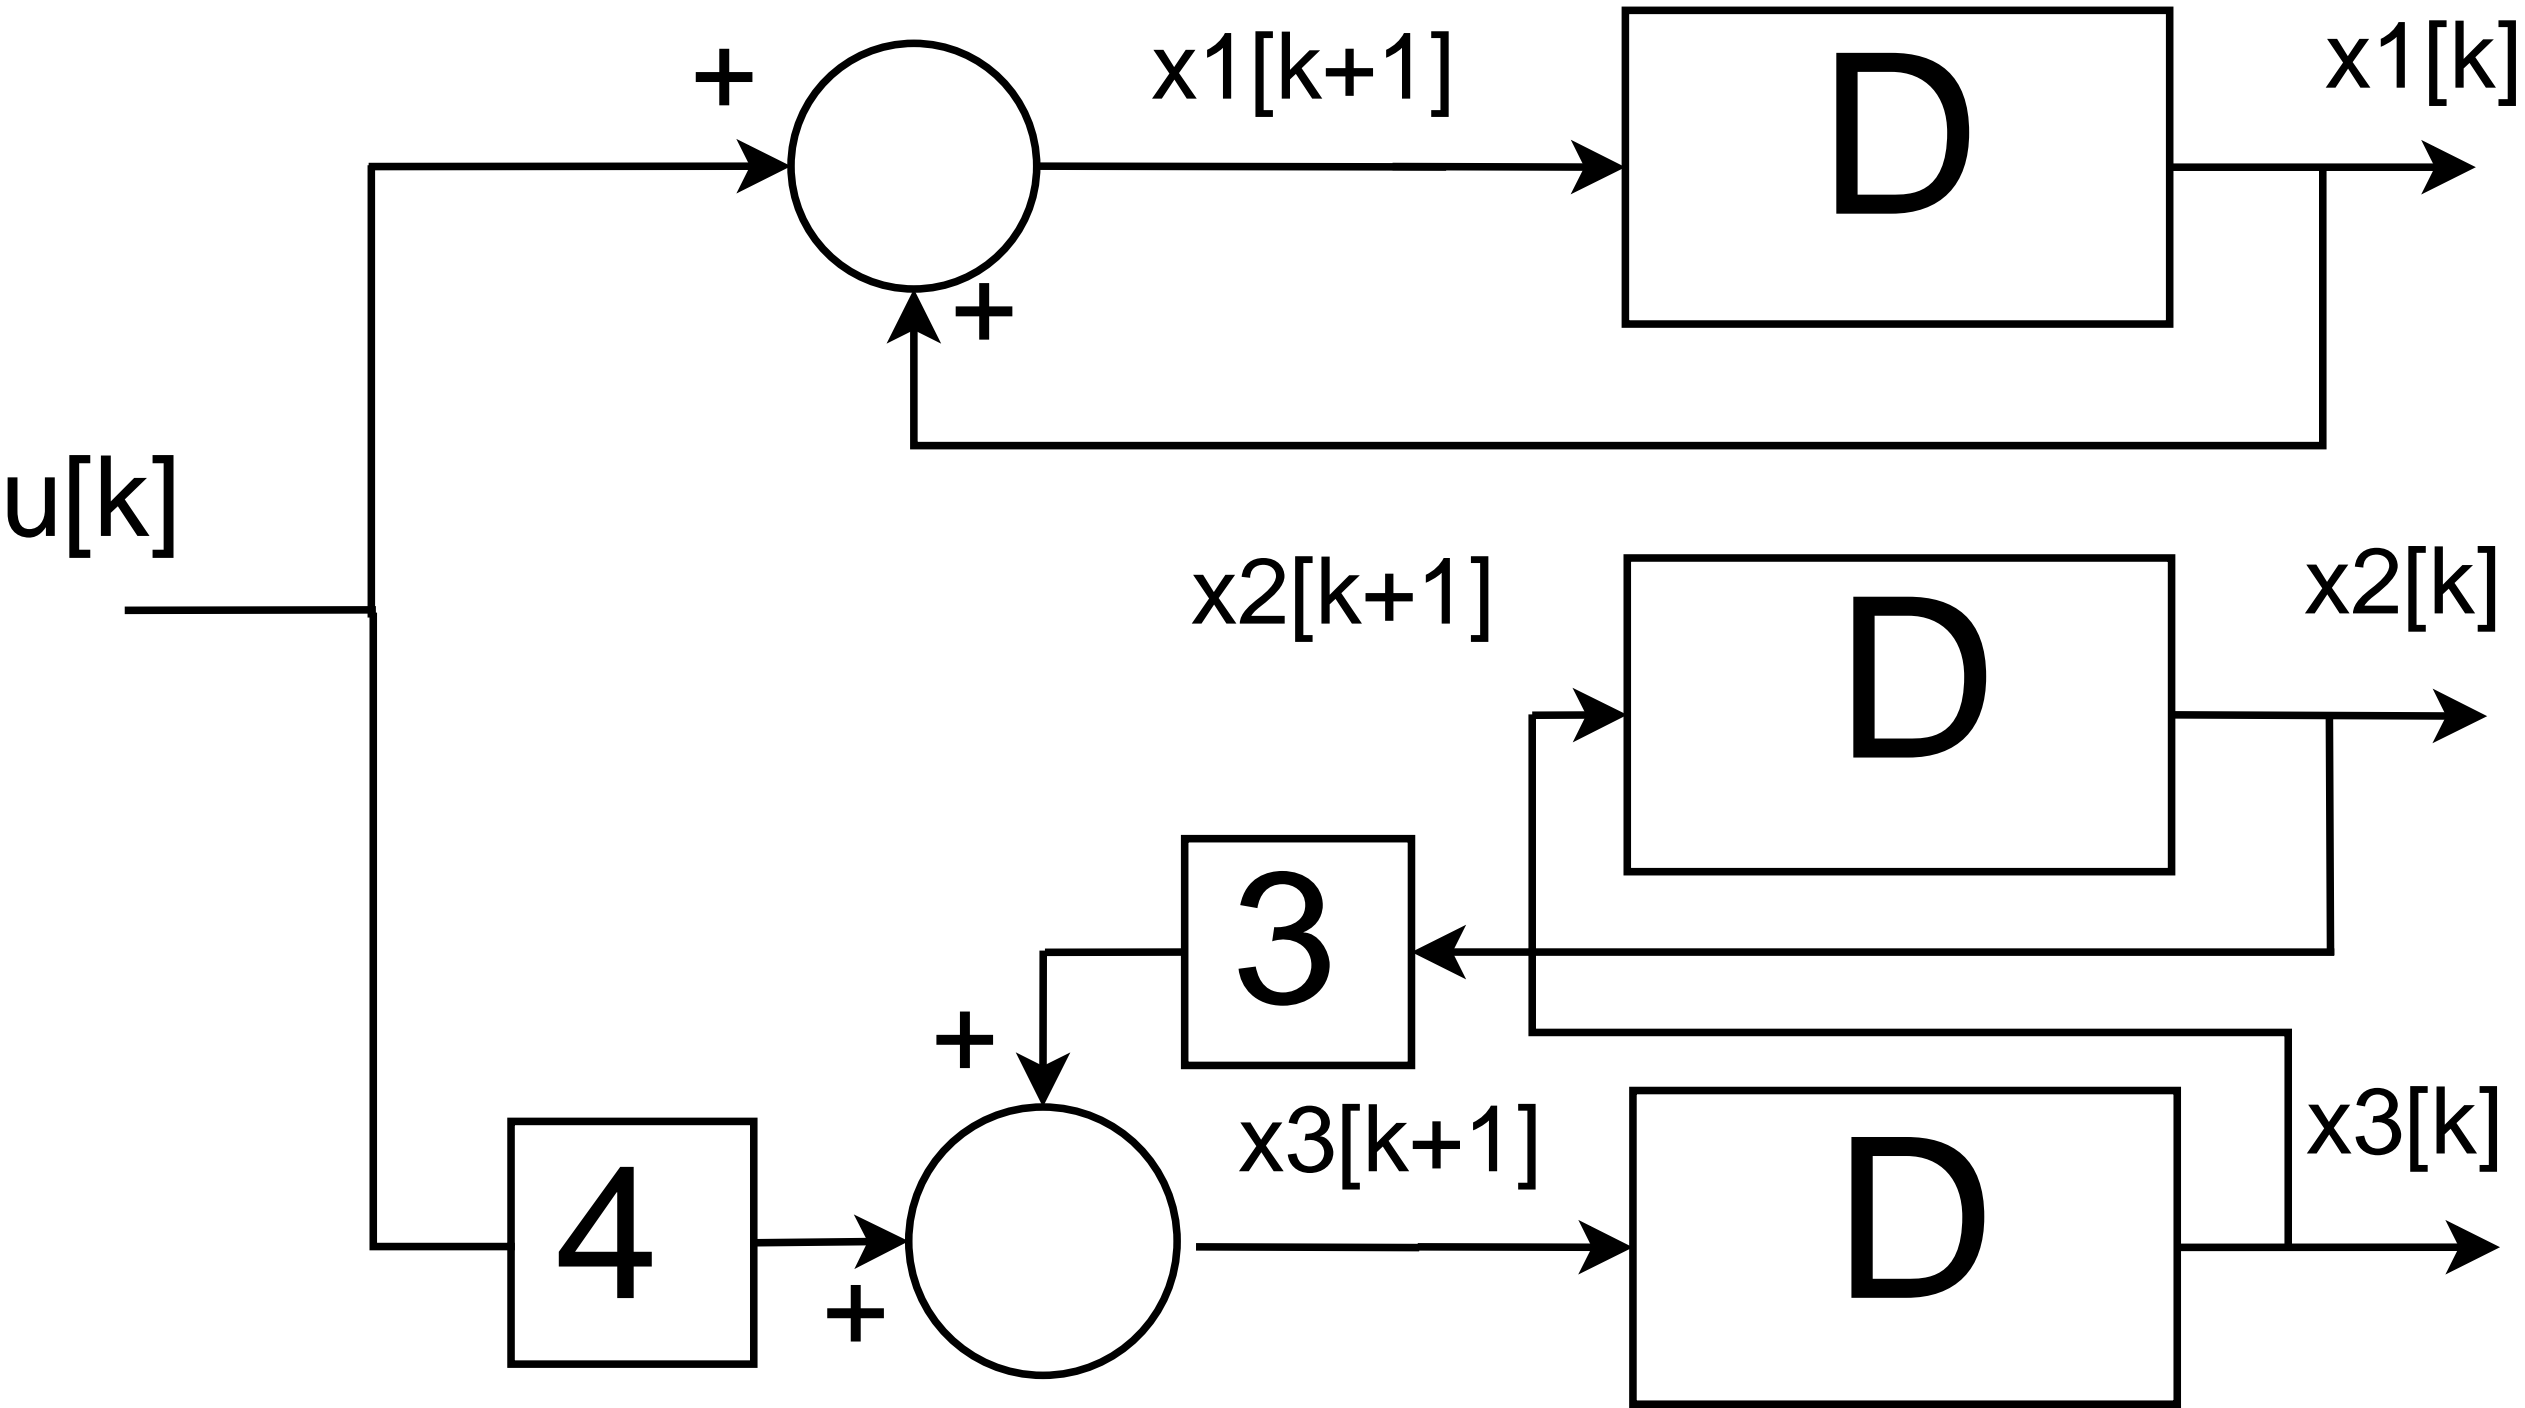 +
x1[k+1]
D
x1[k]
+
u[k]
x2[k+1]
D
x2[k]
3
+
4
+
x3[k+1]
D
x3[k]